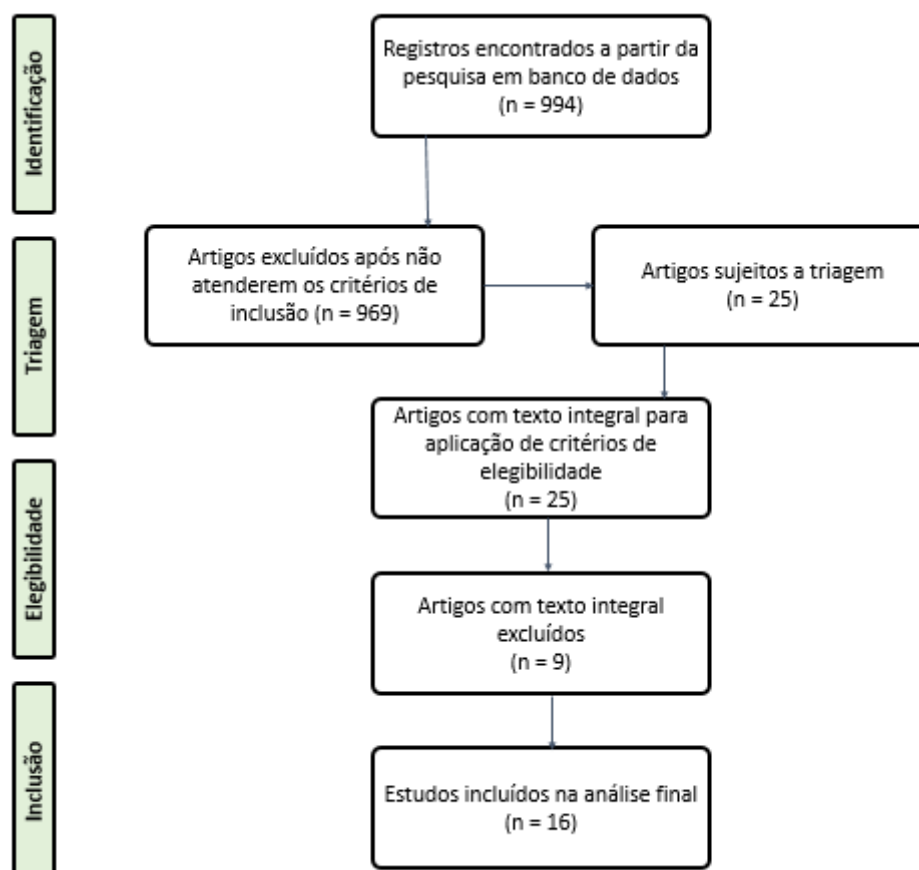 Identificação
Registros encontrados a partir da
pesquisa em banco de dados
(n = 994)
Triagem
Artigos excluídos após não
atenderem os critérios de
inclusão (n = 969)
Artigos sujeitos a triagem
(n = 25)
Artigos com texto integral para
aplicação de critérios de
elegibilidade
(n = 25)
Elegibilidade
Artigos com texto integral
excluídos
(n = 9)
Inclusão
Estudos incluídos na análise final
(n = 16)